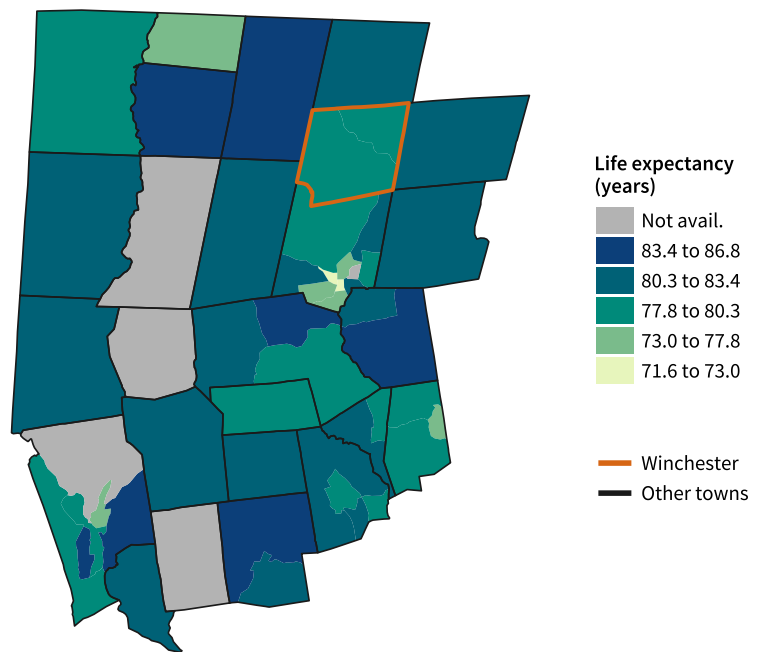 Life expectancy
(years)
Not avail.
83.4 to 86.8
80.3 to 83.4
77.8 to 80.3
73.0 to 77.8
71.6 to 73.0
Winchester
Other towns